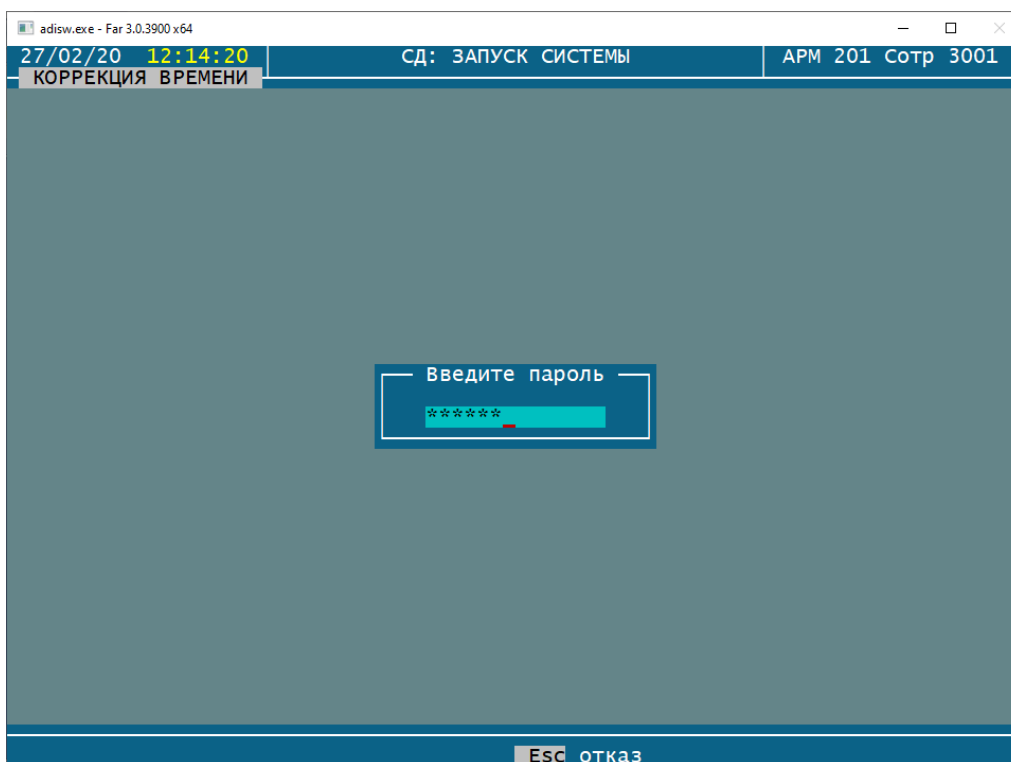 adisw.exe - Far 3.0.3900 x64
27/02/20 12:14:20 СД: ЗАПУСК СИСТЕМЫ АРМ 201 Сотр 3001
КОРРЕКЦИЯ ВРЕМЕНИ
Введите пароль
******
Esc отказ